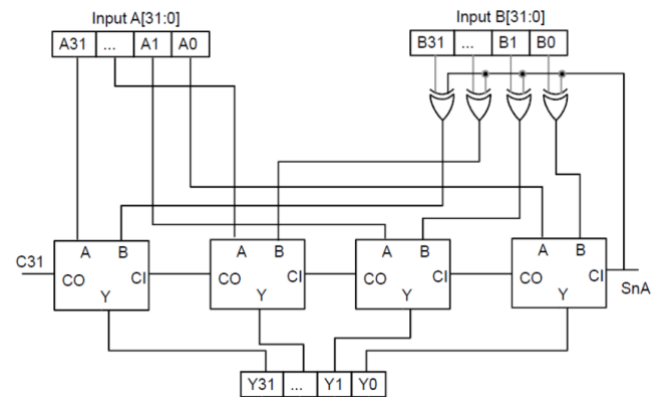 Input A[31:0]
Input B[31:0]
A31 ... A1 A0
B31 ... B1 B0
A B
A B
A B
A B
C31
CO CI
CO CI
CO CI
CO CI
SnA
Y
Y
Y
Y
Y31 ... Y1 Y0